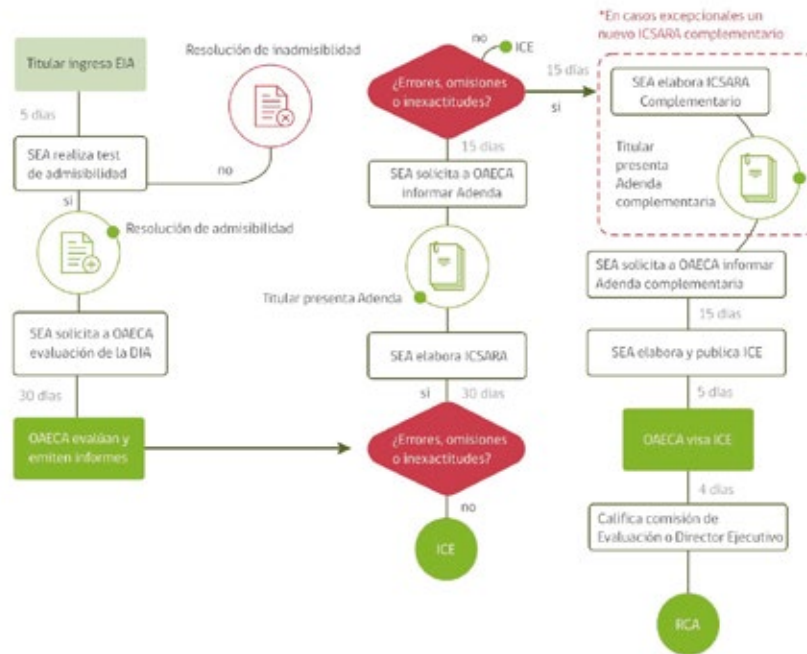 Titular ingresa EIA
5 días
SEA realiza test
de admisibilidad
no
Resolución de inadmisiblidad
si
Resolución de admisibilidad
SEA solicita a OAECA
evaluación de la DIA
30 días
OAECA evalúan y
emiten informes
¿Errores, omisiones
o inexactitudes?
no
ICE
si
30 días
SEA elabora ICSARA
Titular presenta Adenda
SEA solicita a OAECA
informar Adenda
15 días
¿Errores, omisiones
o inexactitudes?
no
ICE
15 días
si
*En casos excepcionales un
nuevo ICSARA complementario
SEA elabora ICSARA
Complementario
Titular
presenta
Adenda
complementaria
SEA solicita a OAECA informar
Adenda complementaria
15 días
SEA elabora y publica ICE
5 días
OAECA visa ICE
4 días
Califica comisión de
Evaluación o Director Ejecutivo
RCA